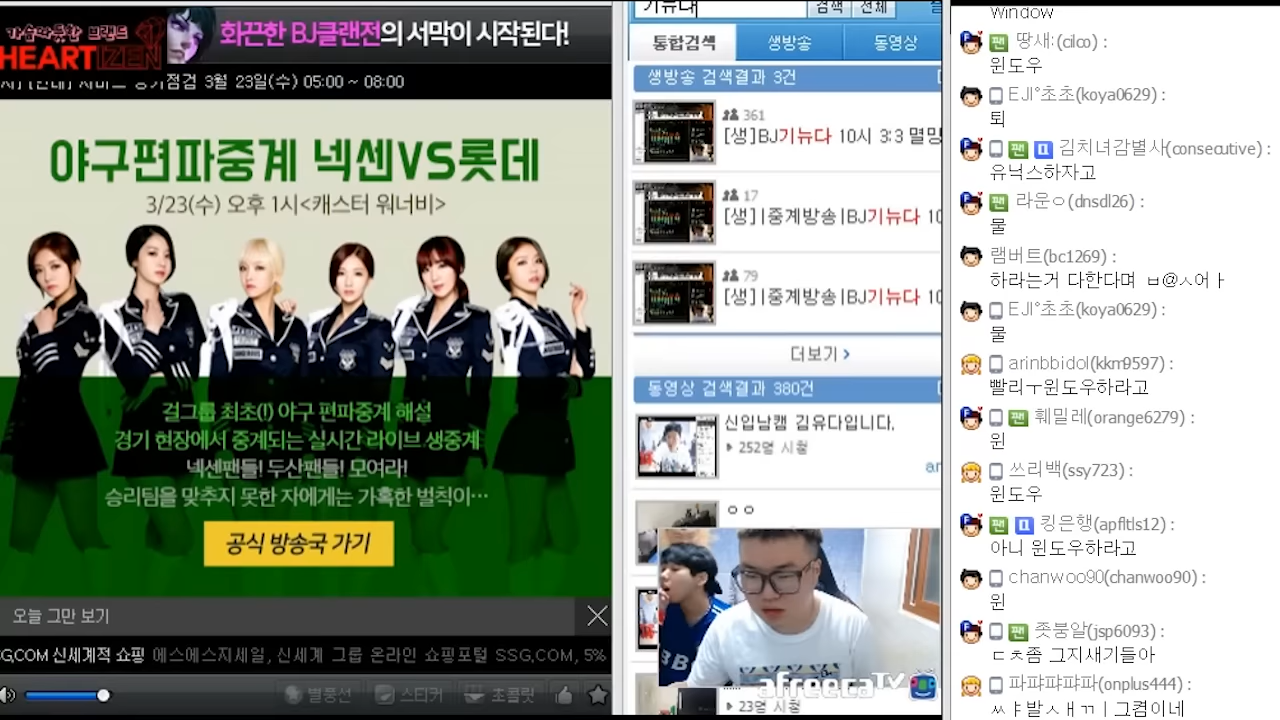 가슴따뜻한 브랜드
HEARTIZEN
화끈한 BJ클랜전의 서막이 시작된다!
점검 3월 23일(수) 05:00 ~ 08:00
야구편파중계 넥센VS롯데
3/23(수) 오후 1시<캐스터 워너비>
걸그룹 최초(!) 야구 편파중계 해설
경기 현장에서 중계되는 실시간 라이브 생중계
넥센팬들! 두산팬들! 모여라!
승리팀을 맞추지 못한 자에게는 가혹한 벌칙이…
공식 방송국 가기
오늘 그만 보기
G.COM 신세계적 쇼핑 에스에스지세일, 신세계 그룹 온라인 쇼핑포털 SSG.COM, 5%
별풍선 스티커 초콜릿
기뉴다 검색 전체
통합검색 생방송 동영상
생방송 검색결과 3건
361
[생]BJ기뉴다 10시 3:3 멸망
17
[생]|중계방송|BJ기뉴다 10
79
[생]|중계방송|BJ기뉴다 10
더보기 >
동영상 검색결과 380건
신입남캠 김유다입니다.
252명 시청
ㅇㅇ
afreecaTV
23명 시청
Window
땅새:(cilco) :
윈도우
EJI°초초(koya0629) :
퇴
팬 김치녀감별사(consecutive) :
유닉스하자고
팬 라운ㅇ(dnsdl26) :
물
램버트(bc1269) :
하라는거 다한다며 ㅂ@ㅅ어ㅏ
EJI°초초(koya0629) :
물
arinbbidol(kkm9597) :
빨리ㅜ윈도우하라고
팬 훼밀레(orange6279) :
윈
쓰리백(ssy723) :
윈도우
팬 킹은행(apfltls12) :
아니 윈도우하라고
chanwoo90(chanwoo90) :
윈
팬 좃붕알(jsp6093) :
ㄷㅊ쫌 그지새기들아
파퍄퍄퍄파(onplus444) :
ㅆㅑ발ㅅㅐㄲㅣ그켬이네